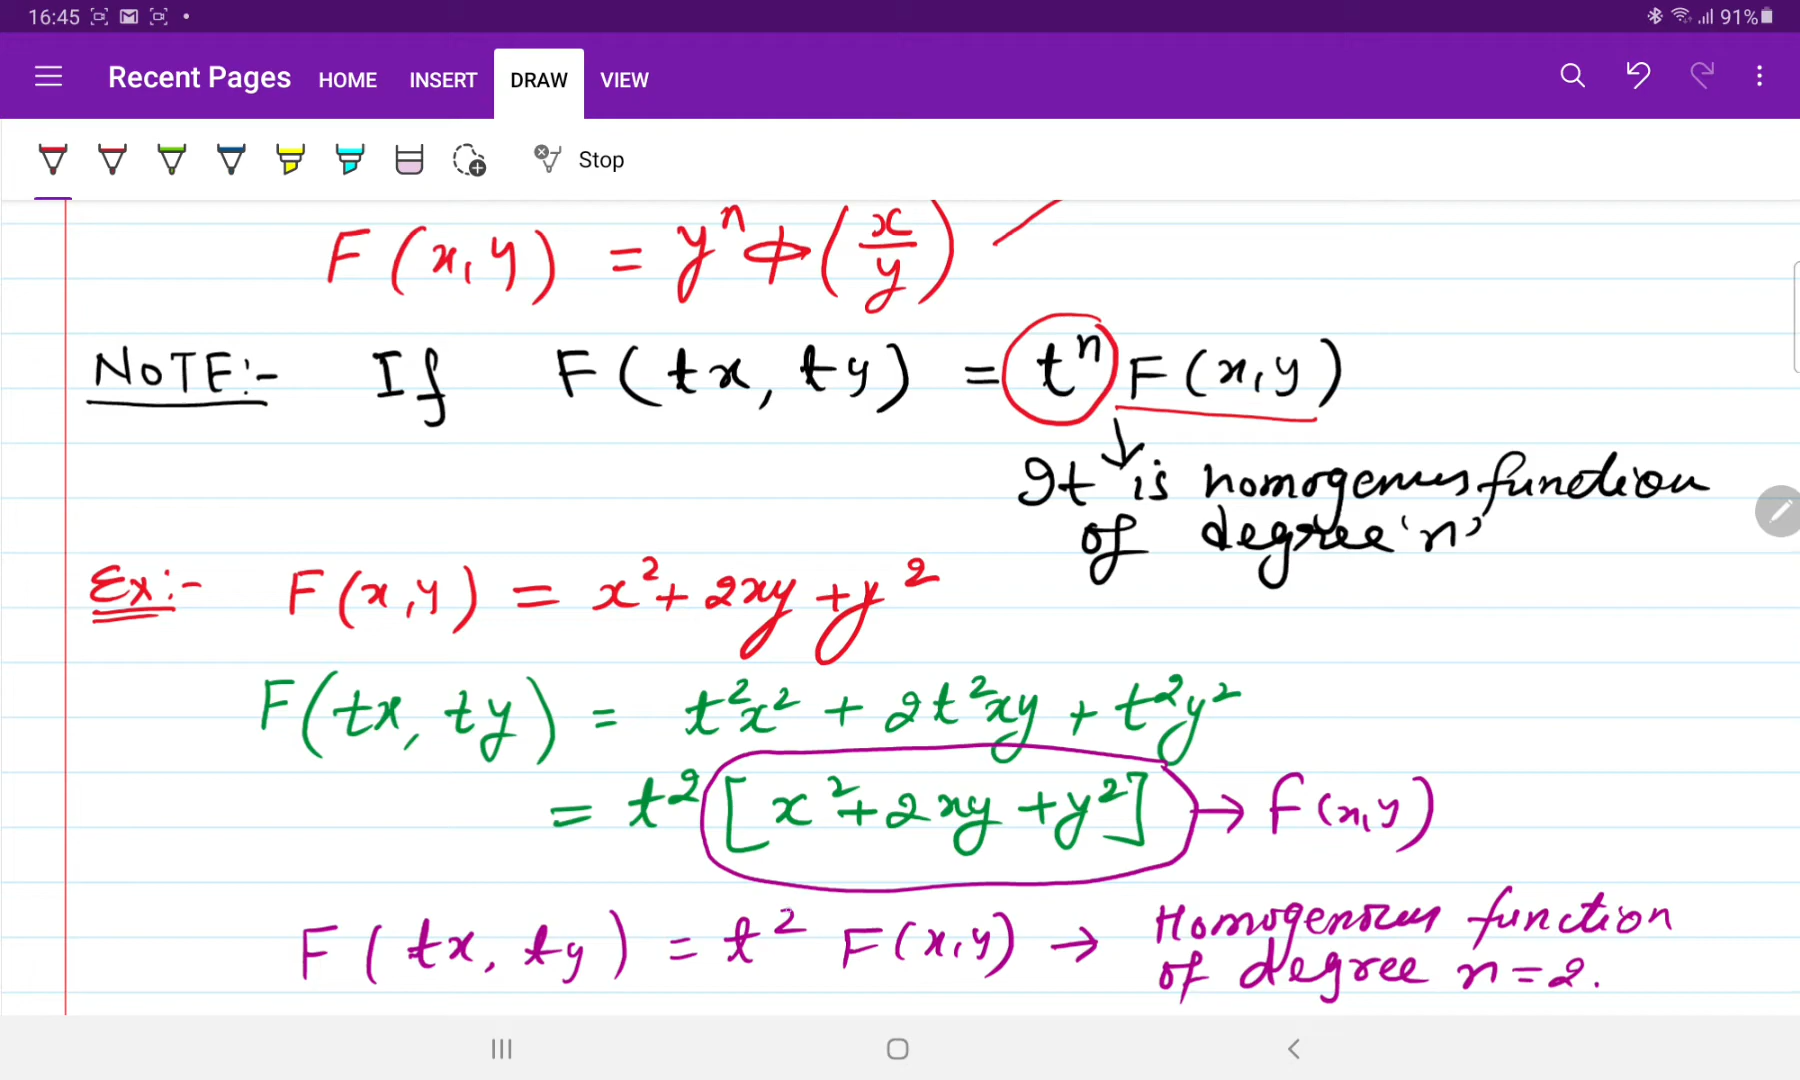 16:45 91%
Recent Pages HOME INSERT DRAW VIEW
Stop
F(x,y) = yⁿ ϕ(x/y)
NOTE:- If F(tx, ty) = tⁿ F(x,y)
It is homogenus function
of degree 'n'
Ex:- F(x,y) = x² + 2xy + y²
F(tx, ty) = t²x² + 2t²xy + t²y²
= t² [x² + 2xy + y²] → F(x,y)
F(tx, ty) = t² F(x,y) → Homogenous function
of degree n = 2.